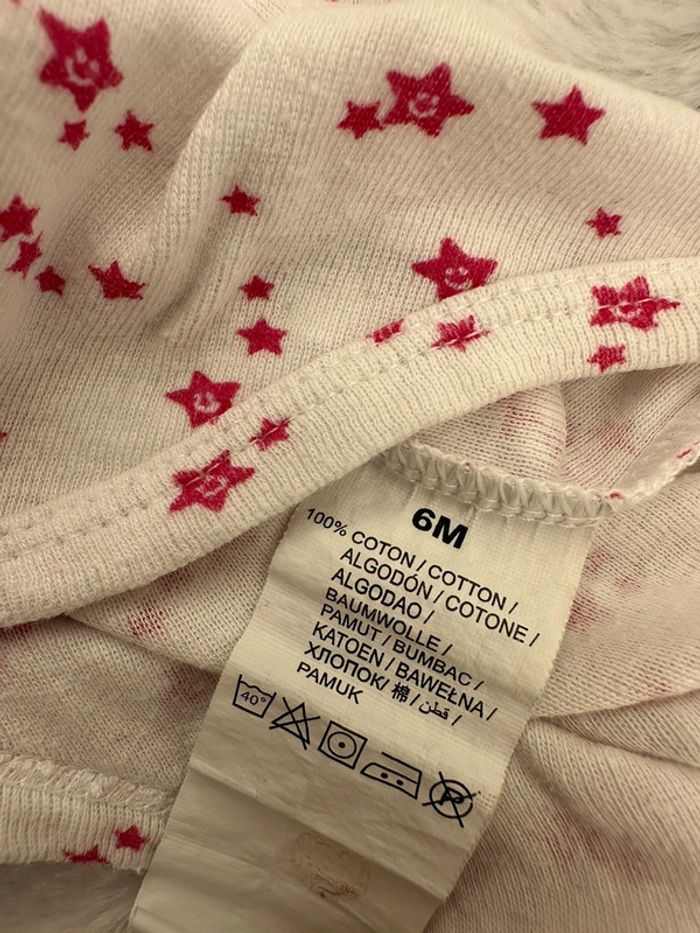 6M
100% COTON / COTTON /
ALGODÓN / COTONE /
ALGODAO /
BAUMWOLLE /
PAMUT / BUMBAC /
KATOEN / BAWEŁNA /
ХЛОПОК/ 棉 / قطن /
PAMUK
40°
P